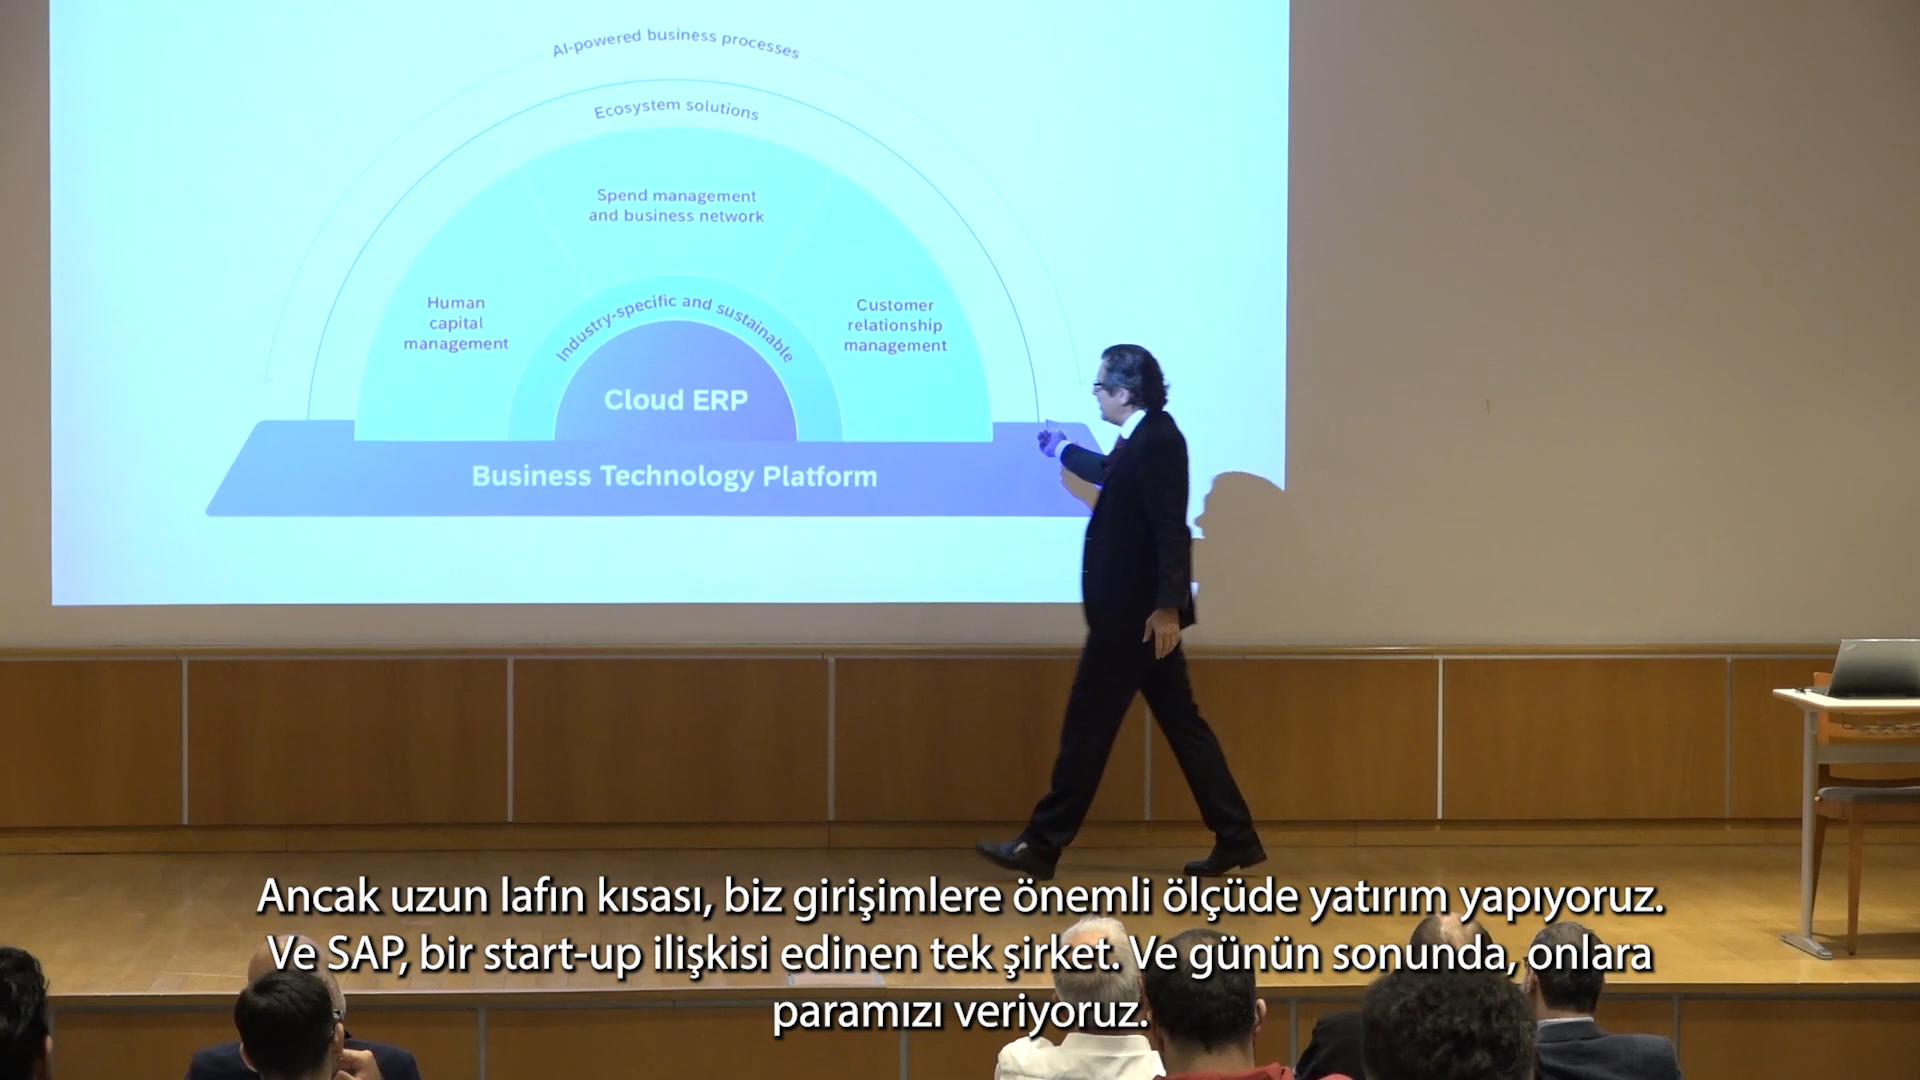 AI-powered business processes
Ecosystem solutions
Spend management
and business network
Human
capital
management
Customer
relationship
management
Industry-specific and sustainable
Cloud ERP
Business Technology Platform
Ancak uzun lafın kısası, biz girişimlere önemli ölçüde yatırım yapıyoruz.
Ve SAP, bir start-up ilişkisi edinen tek şirket. Ve günün sonunda, onlara
paramızı veriyoruz.